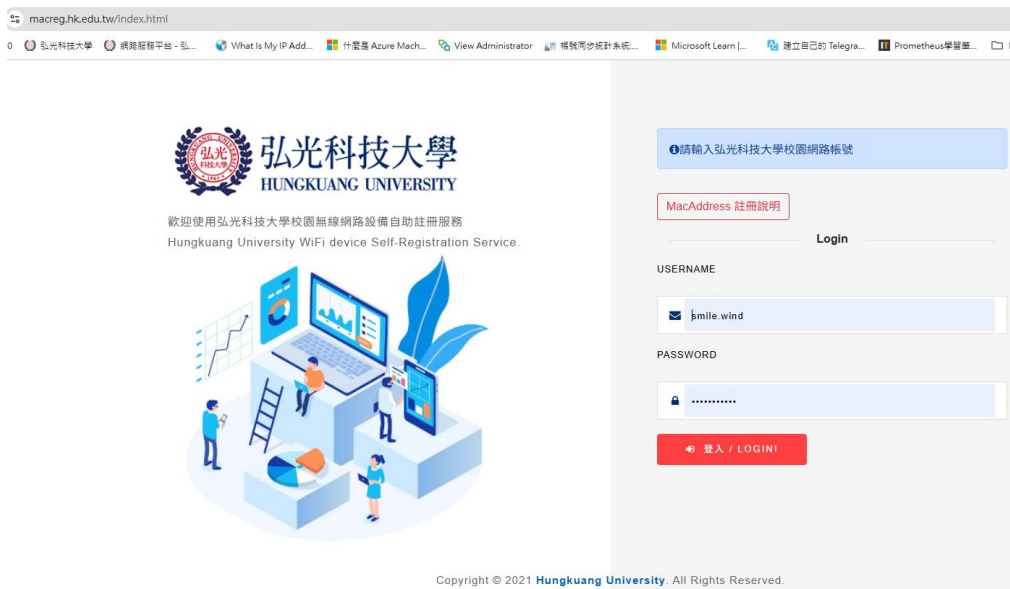 macreg.hk.edu.tw/index.html
0 弘光科技大學 網路服務平台 - 弘... What Is My IP Add... 什麼是 Azure Mach... View Administrator 帳號同步統計系統:... Microsoft Learn |... 建立自己的 Telegra... Prometheus學習筆...
弘光科技大學
HUNGKUANG UNIVERSITY
歡迎使用弘光科技大學校園無線網路設備自助註冊服務
Hungkuang University WiFi device Self-Registration Service.
請輸入弘光科技大學校園網路帳號
MacAddress 註冊說明
Login
USERNAME
smile.wind
PASSWORD
•••••••••••
登入 / LOGIN!
Copyright © 2021 Hungkuang University. All Rights Reserved.